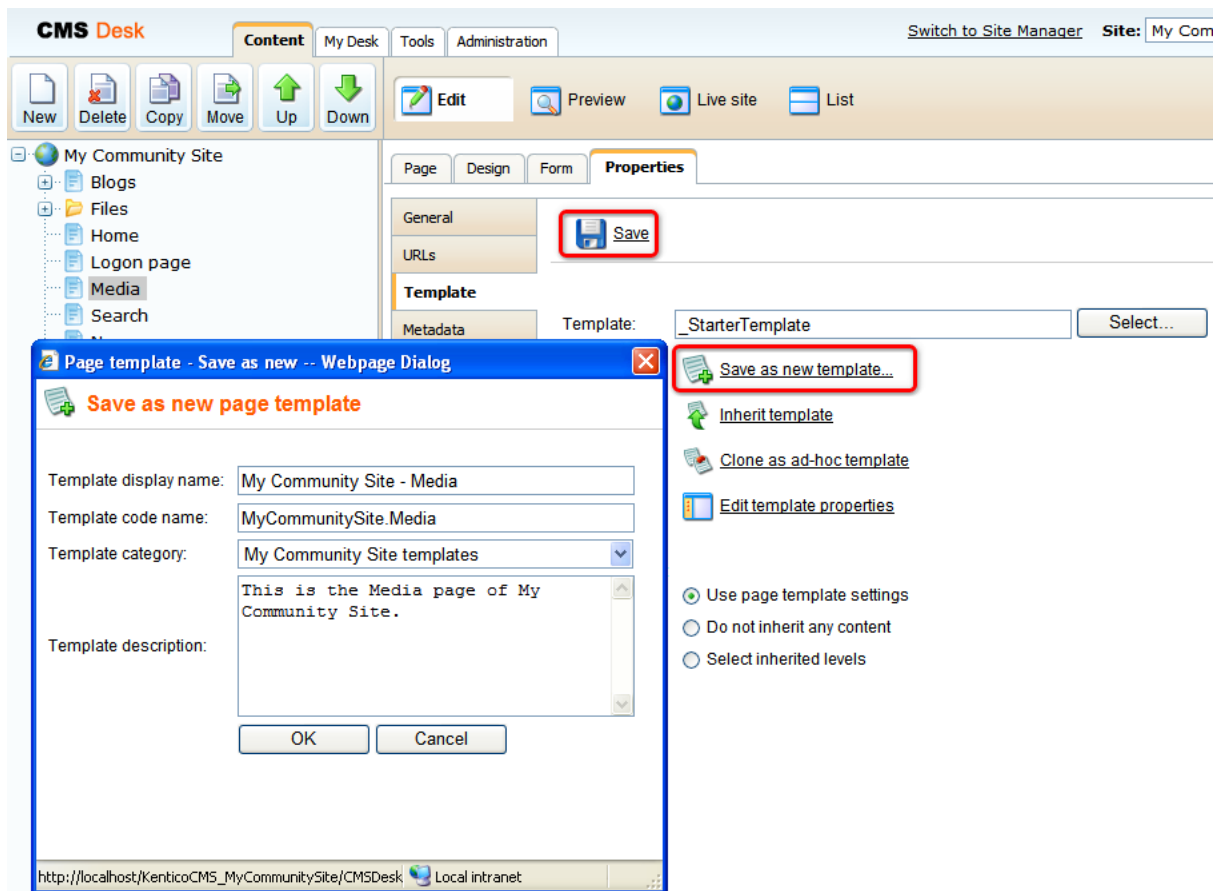 CMS Desk
Content My Desk Tools Administration
Switch to Site Manager Site: My Com
New Delete Copy Move Up Down
Edit Preview Live site List
My Community Site
Blogs
Files
Home
Logon page
Media
Search
Page Design Form Properties
General
URLs
Template
Metadata
Save
Template: _StarterTemplate Select...
Save as new template...
Inherit template
Clone as ad-hoc template
Edit template properties
Use page template settings
Do not inherit any content
Select inherited levels
Page template - Save as new -- Webpage Dialog
Save as new page template
Template display name: My Community Site - Media
Template code name: MyCommunitySite.Media
Template category: My Community Site templates
Template description:
This is the Media page of My
Community Site.
OK Cancel
http://localhost/KenticoCMS_MyCommunitySite/CMSDesk Local intranet